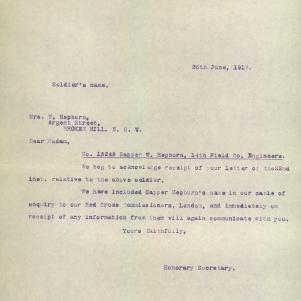 26th June, 1917.
Soldier's name,
Mrs. W. Hepburn,
Argent Street,
BROKEN HILL. N. S. W.
Dear Madam,
No. Sapper W. Hepburn, 14th Field Co. Engineers.
We beg to acknowledge receipt of your letter of the 22nd
inst. relative to the above soldier.
We have included Sapper Hepburn's name in our cable of
enquiry to our Red Cross Commissioners, London, and immediately on
receipt of any information from them will again communicate with you.
Yours faithfully,
Honorary Secretary.